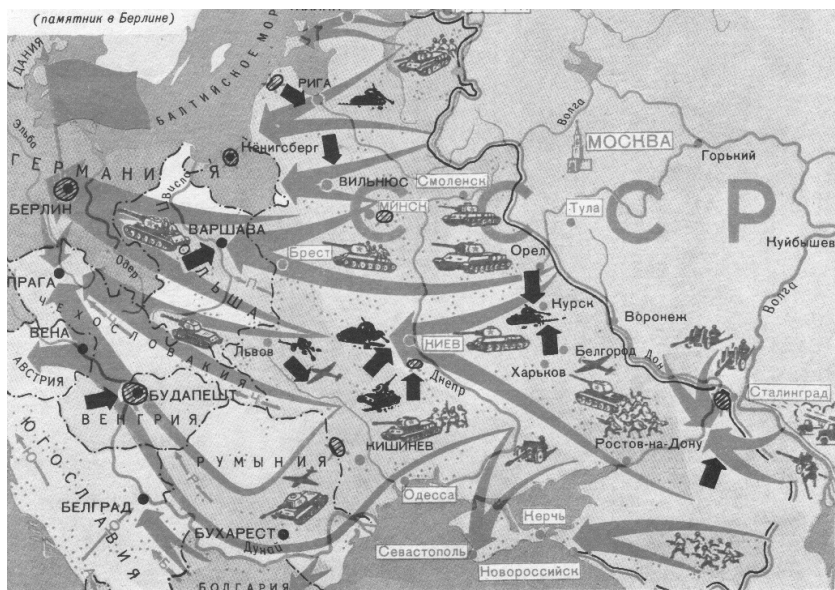 (памятник в Берлине)
ДАНИЯ
БАЛТИЙСКОЕ МОРЕ
РИГА
Волга
МОСКВА
Горький
Эльба
Кёнигсберг
ГЕРМАНИЯ
ВИЛЬНЮС
Смоленск
СССР
БЕРЛИН
Висла
МИНСК
Тула
ВАРШАВА
Орел
Куйбышев
Брест
Одер
ПОЛЬША
ПРАГА
Курск
Волга
ЧЕХОСЛОВАКИЯ
Воронеж
ВЕНА
Львов
КИЕВ
Белгород
Дон
АВСТРИЯ
Днепр
Харьков
Сталинград
БУДАПЕШТ
ВЕНГРИЯ
КИШИНЕВ
Ростов-на-Дону
ЮГОСЛАВИЯ
РУМЫНИЯ
Одесса
БЕЛГРАД
Керчь
БУХАРЕСТ
Дунай
Севастополь
Новороссийск
БОЛГАРИЯ